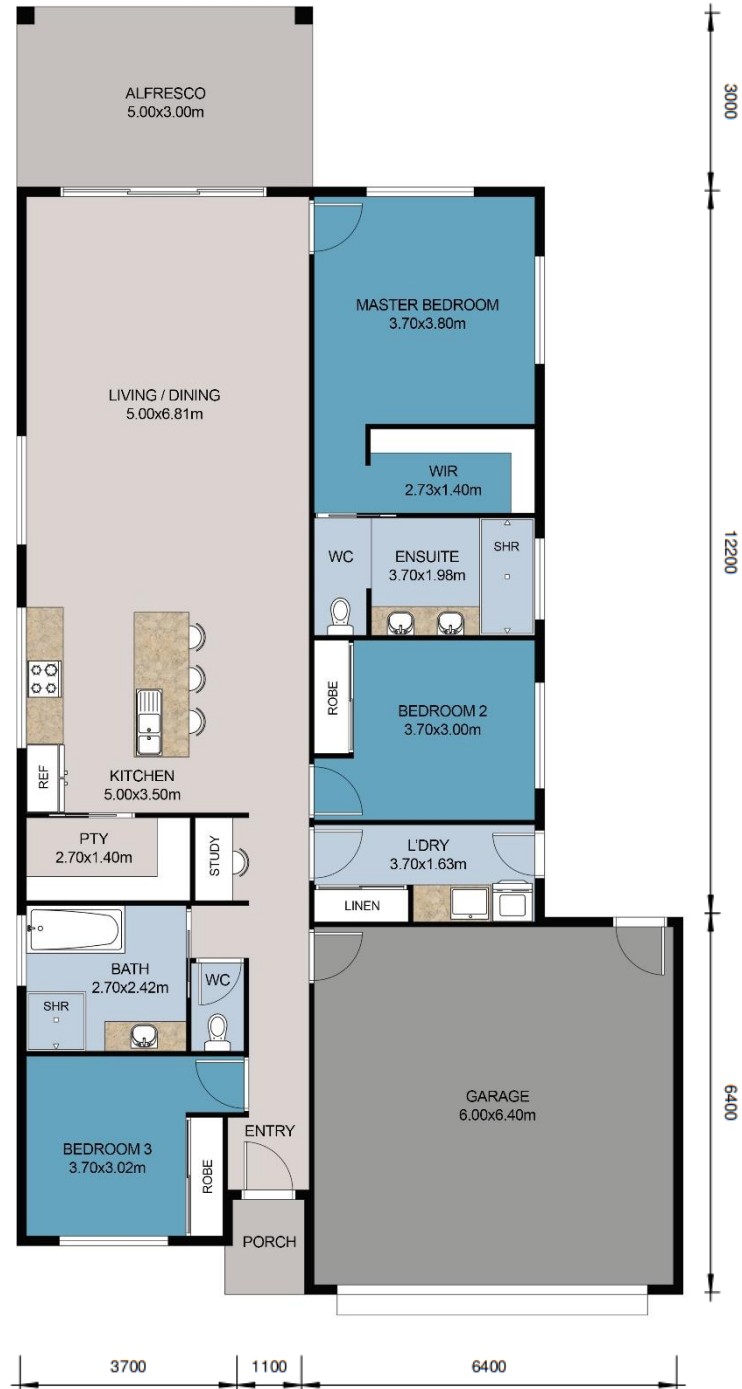 ALFRESCO
5.00x3.00m
3000
MASTER BEDROOM
3.70x3.80m
LIVING / DINING
5.00x6.81m
WIR
2.73x1.40m
12200
WC
ENSUITE
3.70x1.98m
SHR
ROBE
BEDROOM 2
3.70x3.00m
REF
KITCHEN
5.00x3.50m
PTY
2.70x1.40m
STUDY
L'DRY
3.70x1.63m
LINEN
BATH
2.70x2.42m
WC
SHR
GARAGE
6.00x6.40m
6400
ENTRY
BEDROOM 3
3.70x3.02m
ROBE
PORCH
3700
1100
6400